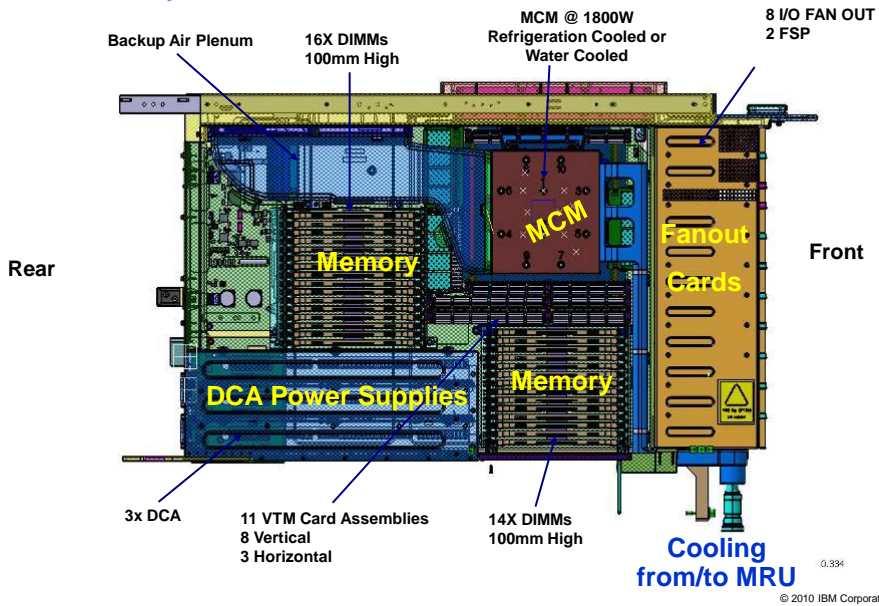 Backup Air Plenum
16X DIMMs
100mm High
MCM @ 1800W
Refrigeration Cooled or
Water Cooled
8 I/O FAN OUT
2 FSP
Rear
Memory
MCM
Fanout
Cards
Front
DCA Power Supplies
Memory
3x DCA
11 VTM Card Assemblies
8 Vertical
3 Horizontal
14X DIMMs
100mm High
Cooling
from/to MRU
0.334
© 2010 IBM Corporat